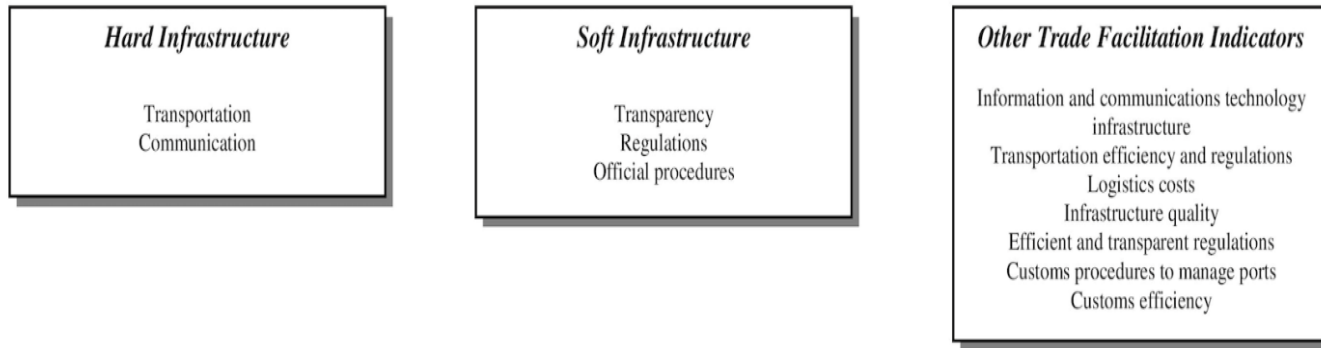 Hard Infrastructure
Transportation
Communication
Soft Infrastructure
Transparency
Regulations
Official procedures
Other Trade Facilitation Indicators
Information and communications technology
infrastructure
Transportation efficiency and regulations
Logistics costs
Infrastructure quality
Efficient and transparent regulations
Customs procedures to manage ports
Customs efficiency